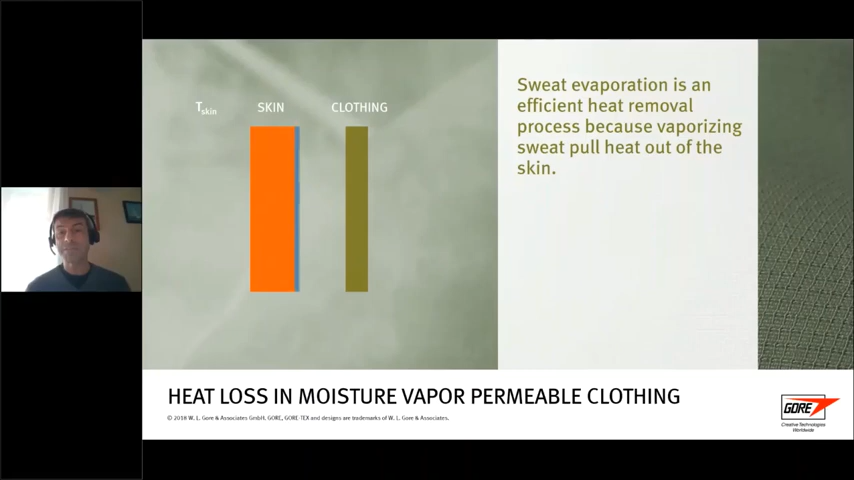 T skin
SKIN
CLOTHING
Sweat evaporation is an
efficient heat removal
process because vaporizing
sweat pull heat out of the
skin.
HEAT LOSS IN MOISTURE VAPOR PERMEABLE CLOTHING
© 2018 W. L. Gore & Associates GmbH. GORE, GORE-TEX and designs are trademarks of W. L. Gore & Associates.
GORE
Creative Technologies
Worldwide